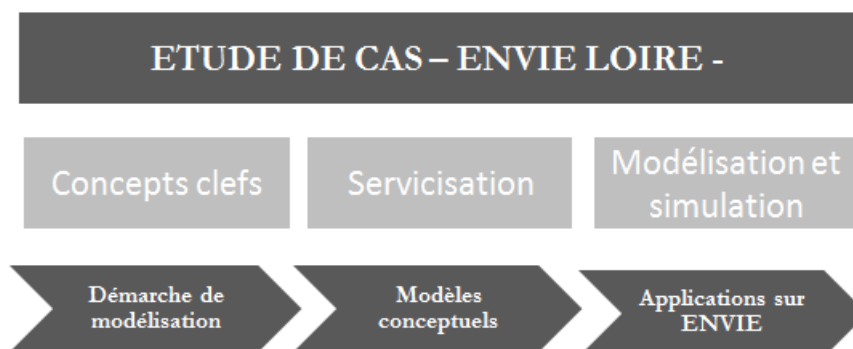 ETUDE DE CAS – ENVIE LOIRE -
Concepts clefs
Servicisation
Modélisation et
simulation
Démarche de
modélisation
Modèles
conceptuels
Applications sur
ENVIE